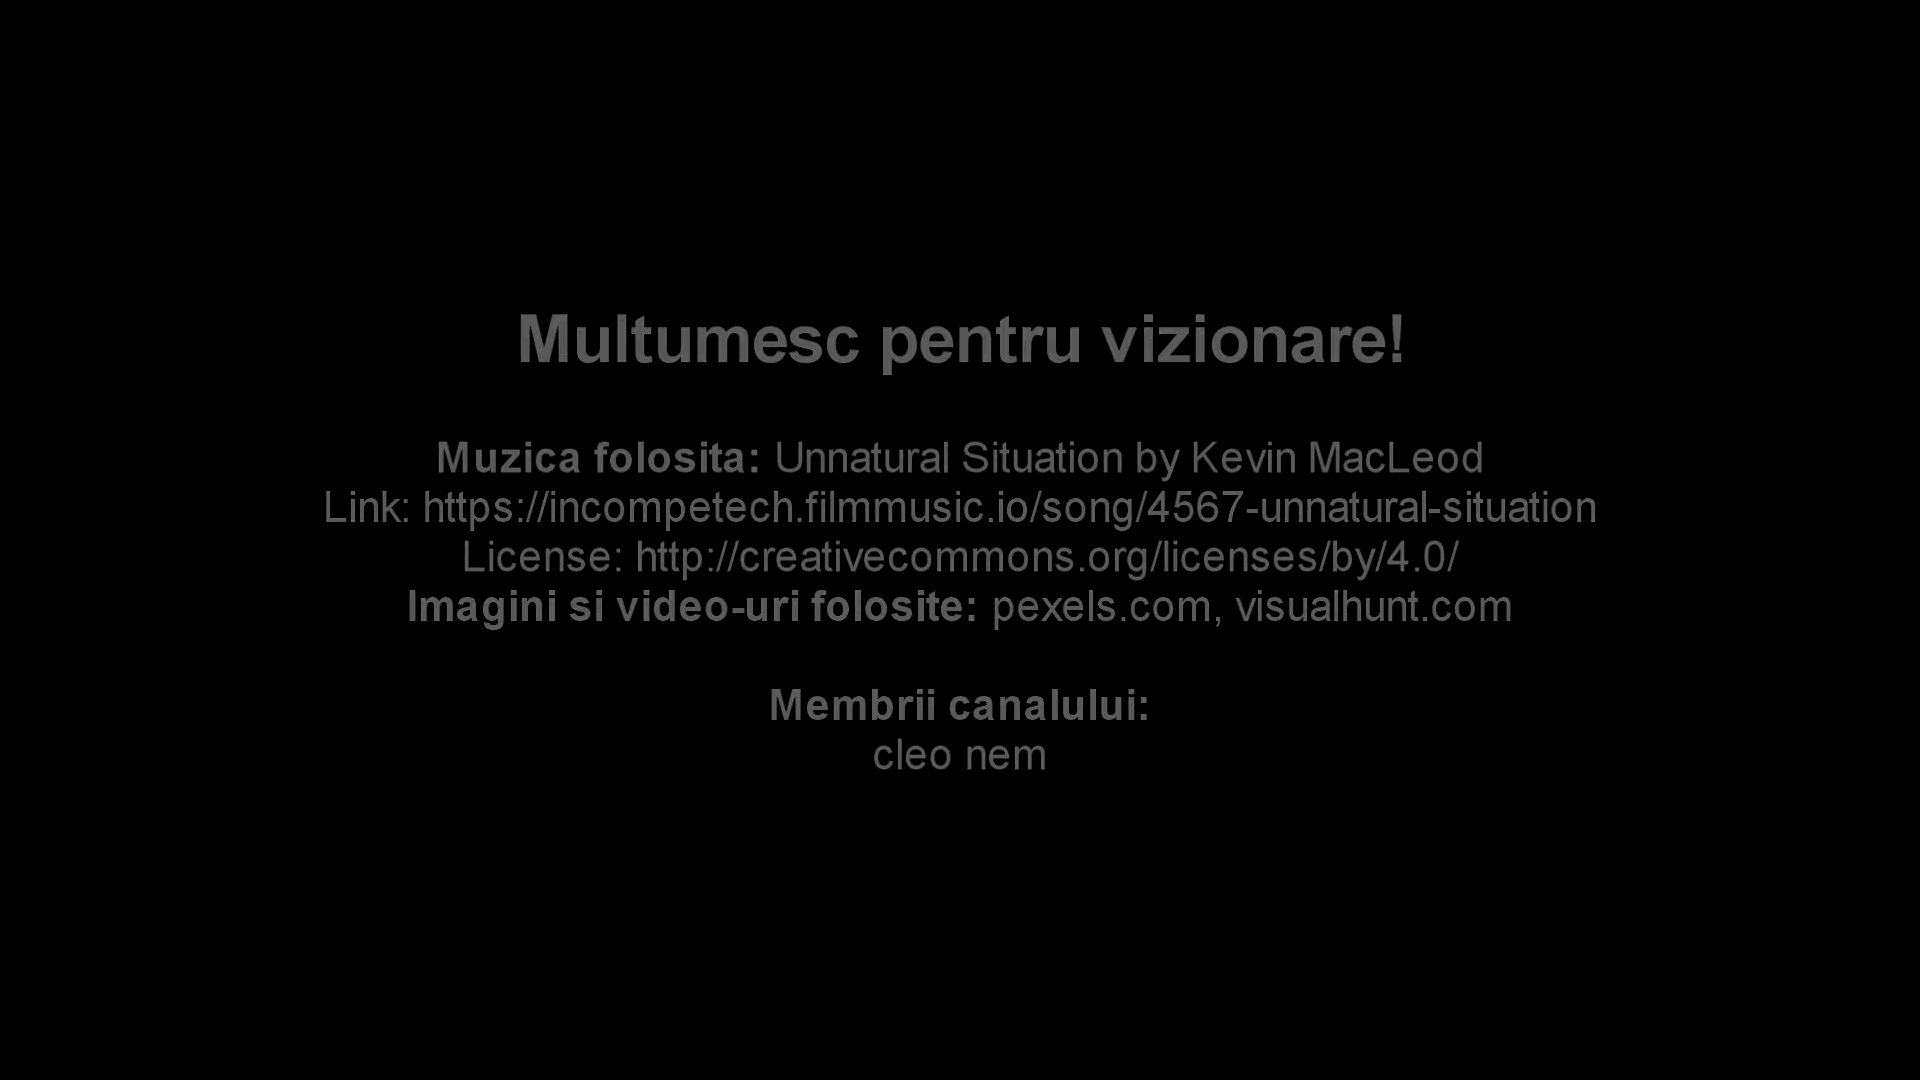 Multumesc pentru vizionare!
Muzica folosita: Unnatural Situation by Kevin MacLeod
Link: https://incompetech.filmmusic.io/song/4567-unnatural-situation
License: http://creativecommons.org/licenses/by/4.0/
Imagini si video-uri folosite: pexels.com, visualhunt.com
Membrii canalului:
cleo nem